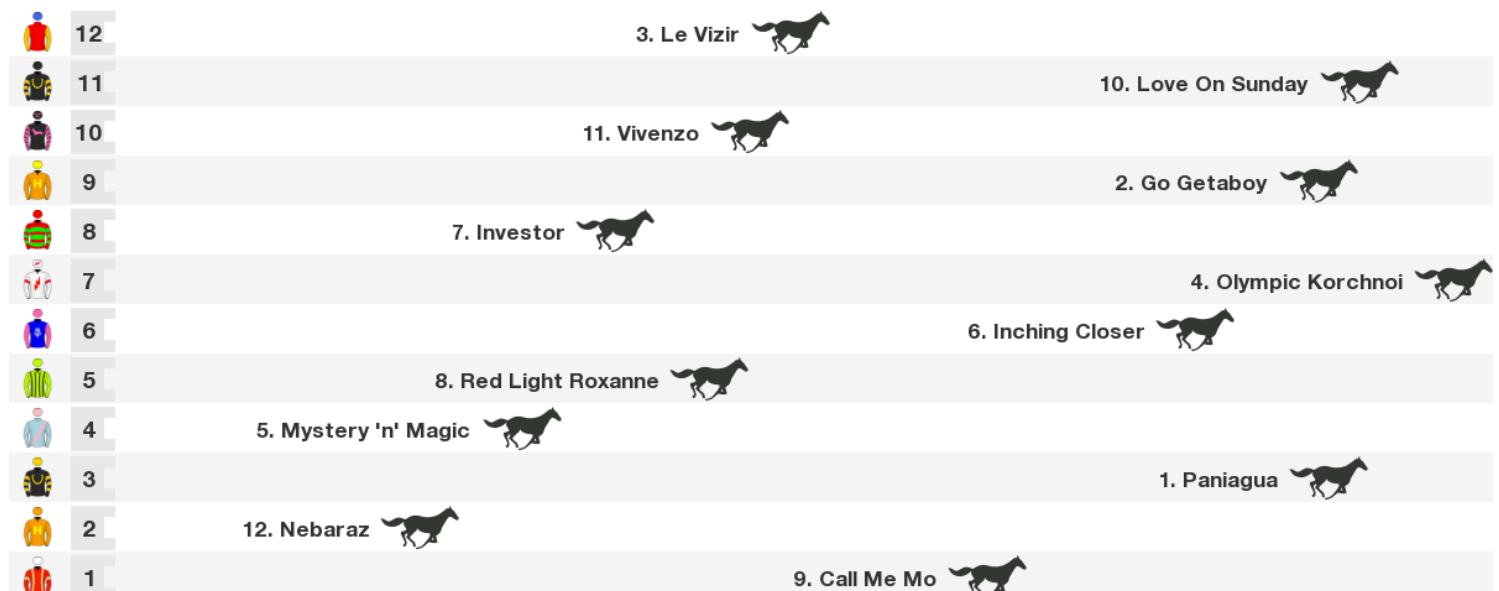 12 3. Le Vizir
11 10. Love On Sunday
10 11. Vivenzo
9 2. Go Getaboy
8 7. Investor
7 4. Olympic Korchnoi
6 6. Inching Closer
5 8. Red Light Roxanne
4 5. Mystery 'n' Magic
3 1. Paniagua
2 12. Nebaraz
1 9. Call Me Mo